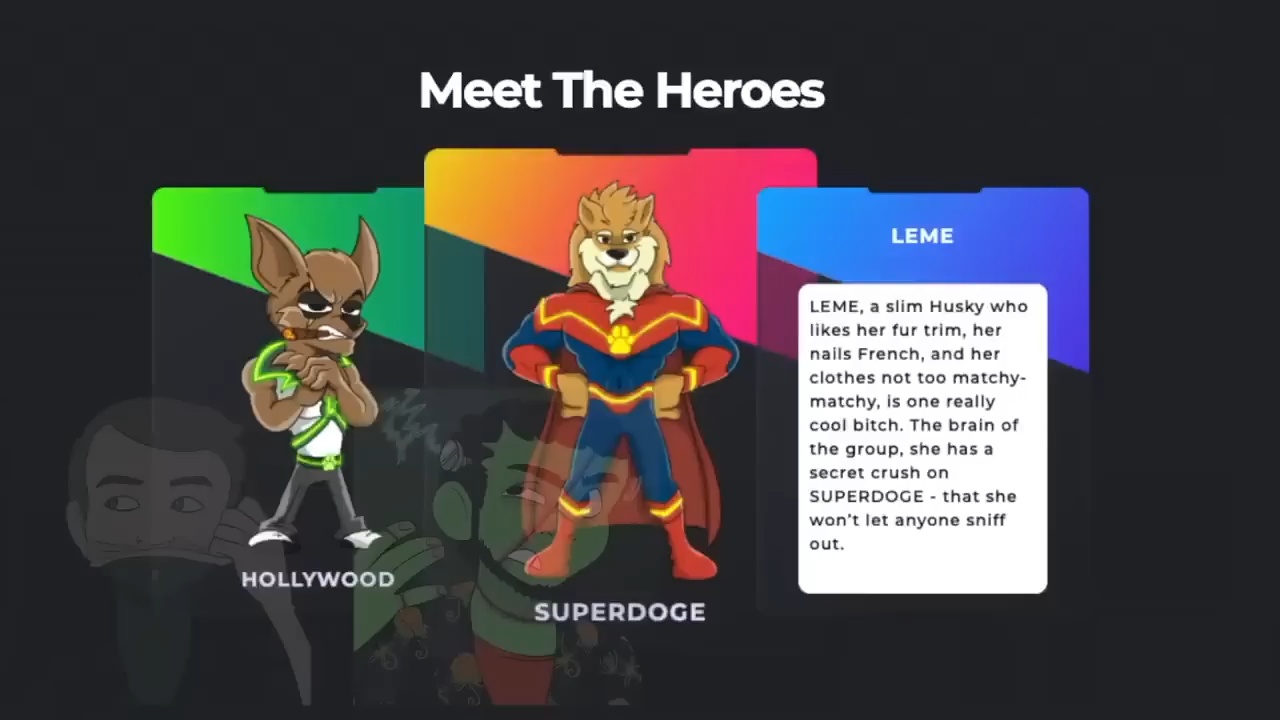 Meet The Heroes
HOLLYWOOD
SUPERDOGE
LEME
LEME, a slim Husky who
likes her fur trim, her
nails French, and her
clothes not too matchy-
matchy, is one really
cool bitch. The brain of
the group, she has a
secret crush on
SUPERDOGE - that she
won't let anyone sniff
out.